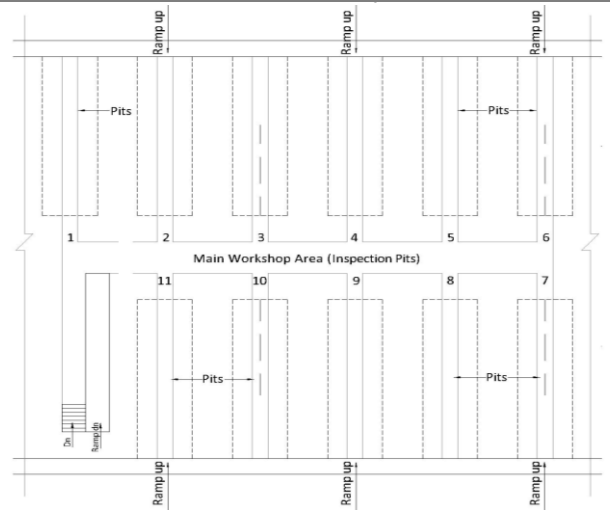 Ramp up
Ramp up
Ramp up
Pits
Pits
1
2
3
4
5
6
Main Workshop Area (Inspection Pits)
11
10
9
8
7
Pits
Pits
Dn
Ramp dn
Ramp up
Ramp up
Ramp up